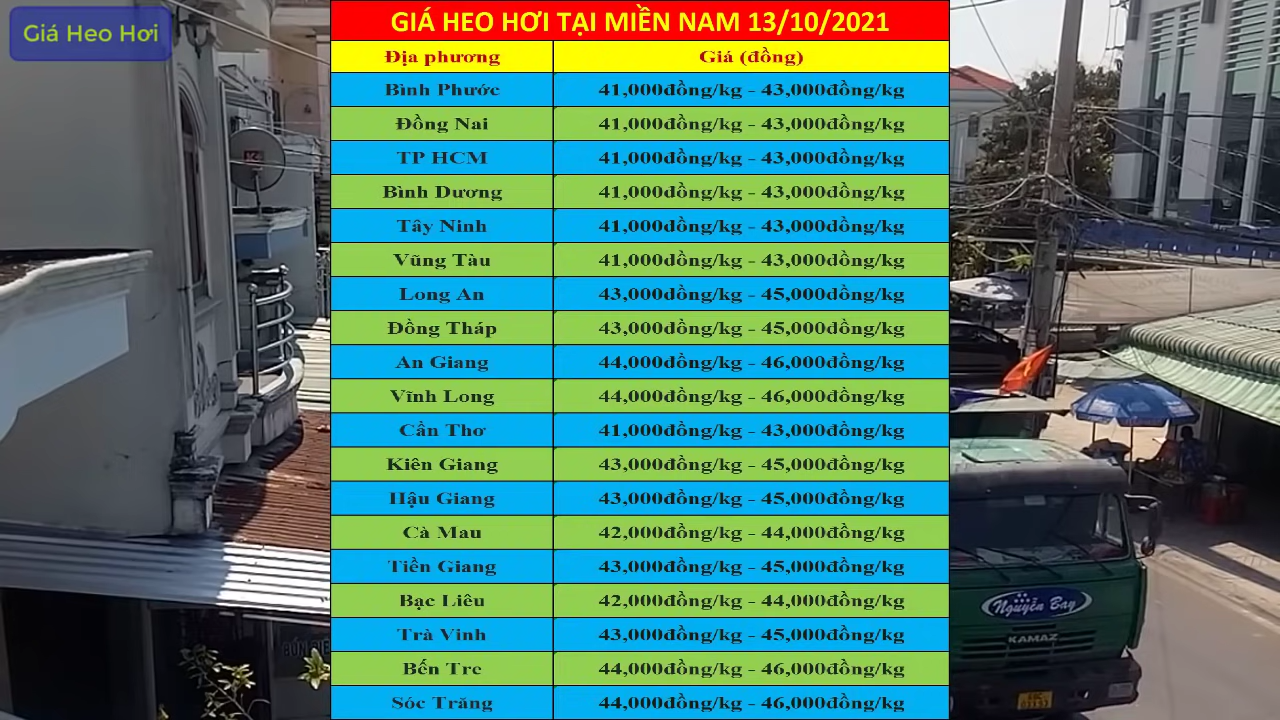 Giá Heo Hơi
GIÁ HEO HƠI TẠI MIỀN NAM 13/10/2021
Địa phương Giá (đồng)
Bình Phước 41,000đồng/kg - 43,000đồng/kg
Đồng Nai 41,000đồng/kg - 43,000đồng/kg
TP HCM 41,000đồng/kg - 43,000đồng/kg
Bình Dương 41,000đồng/kg - 43,000đồng/kg
Tây Ninh 41,000đồng/kg - 43,000đồng/kg
Vũng Tàu 41,000đồng/kg - 43,000đồng/kg
Long An 43,000đồng/kg - 45,000đồng/kg
Đồng Tháp 43,000đồng/kg - 45,000đồng/kg
An Giang 44,000đồng/kg - 46,000đồng/kg
Vĩnh Long 44,000đồng/kg - 46,000đồng/kg
Cần Thơ 41,000đồng/kg - 43,000đồng/kg
Kiên Giang 43,000đồng/kg - 45,000đồng/kg
Hậu Giang 43,000đồng/kg - 45,000đồng/kg
Cà Mau 42,000đồng/kg - 44,000đồng/kg
Tiền Giang 43,000đồng/kg - 45,000đồng/kg
Bạc Liêu 42,000đồng/kg - 44,000đồng/kg
Trà Vinh 43,000đồng/kg - 45,000đồng/kg
Bến Tre 44,000đồng/kg - 46,000đồng/kg
Sóc Trăng 44,000đồng/kg - 46,000đồng/kg
Nguyên Bay
KAMAZ
BÚN